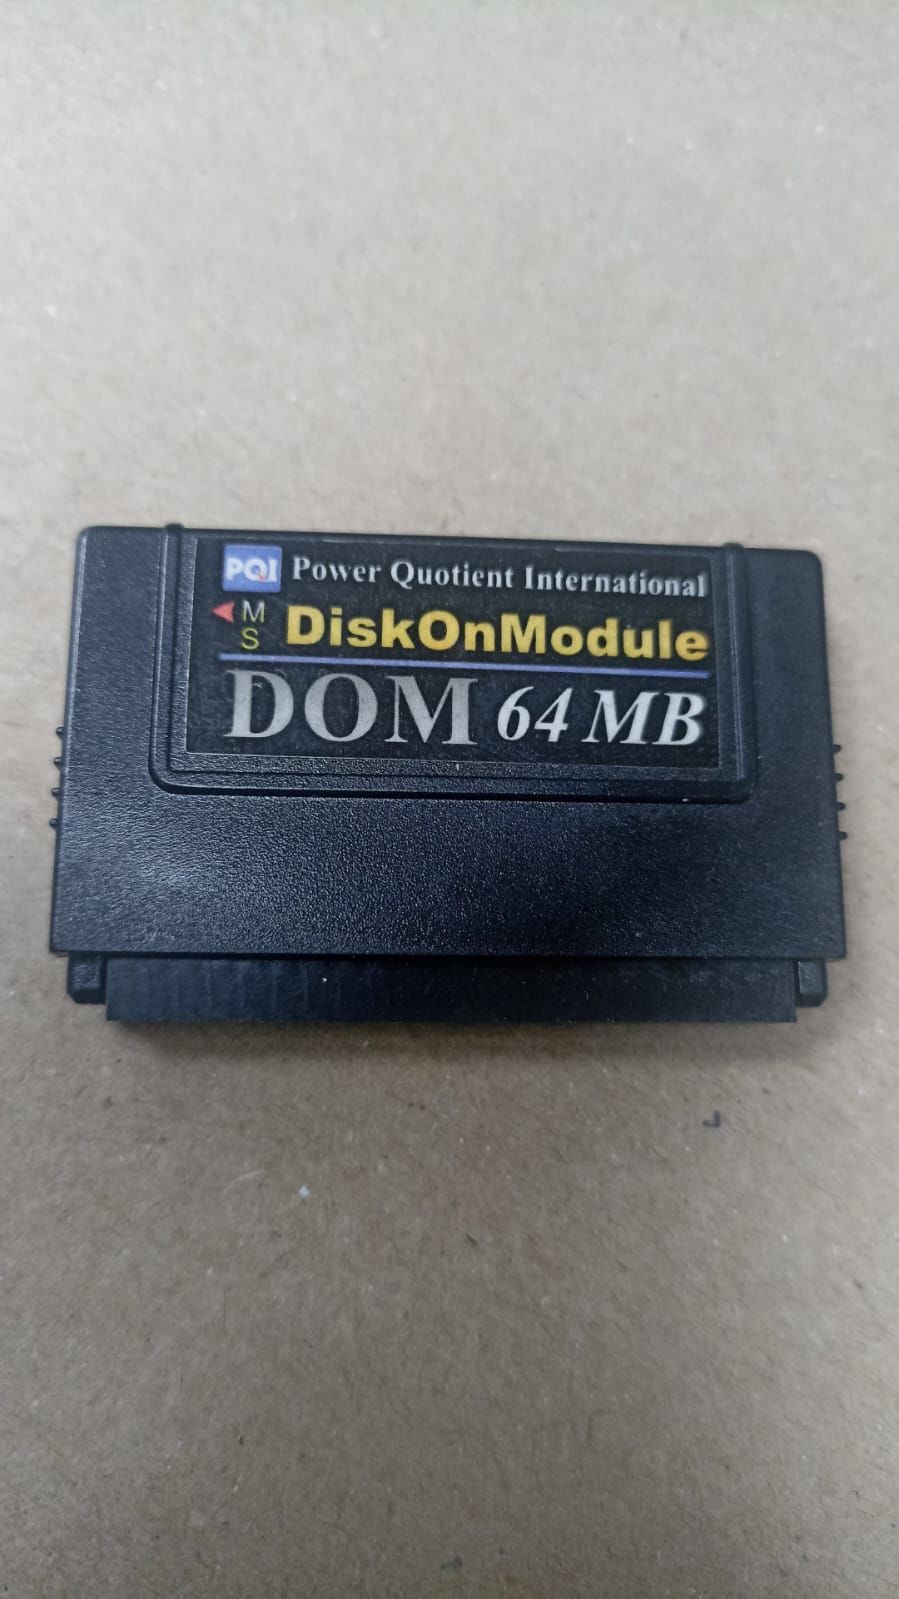 PQI Power Quotient International
M
S
DiskOnModule
DOM 64 MB